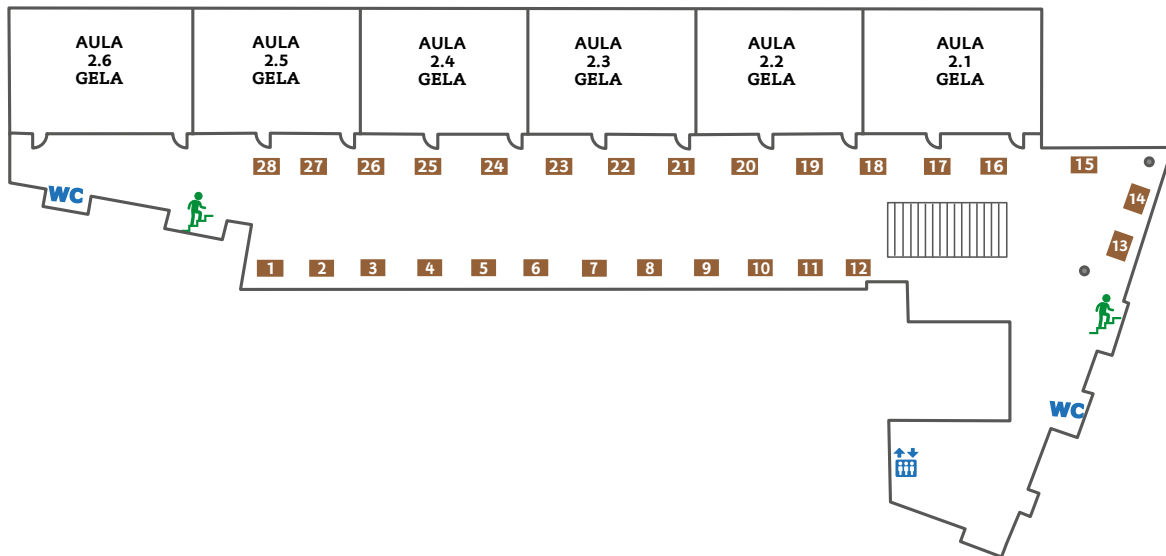 AULA
2.6
GELA
AULA
2.5
GELA
AULA
2.4
GELA
AULA
2.3
GELA
AULA
2.2
GELA
AULA
2.1
GELA
28 27 26 25 24 23 22 21 20 19 18 17 16 15
WC
14
13
1 2 3 4 5 6 7 8 9 10 11 12
WC